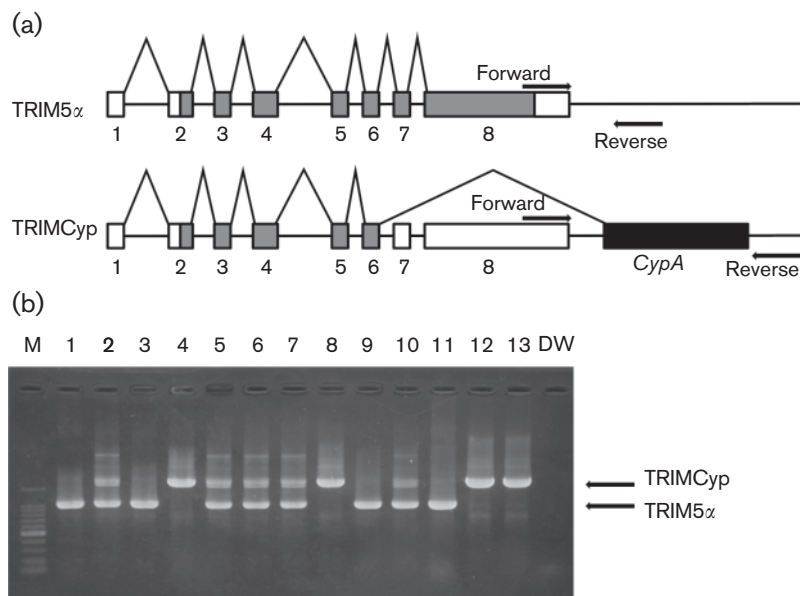 (a)
Forward
TRIM5α
1 2 3 4 5 6 7 8
Reverse
TRIMCyp
Forward
1 2 3 4 5 6 7 8
CypA
Reverse
(b)
M 1 2 3 4 5 6 7 8 9 10 11 12 13 DW
TRIMCyp
TRIM5α